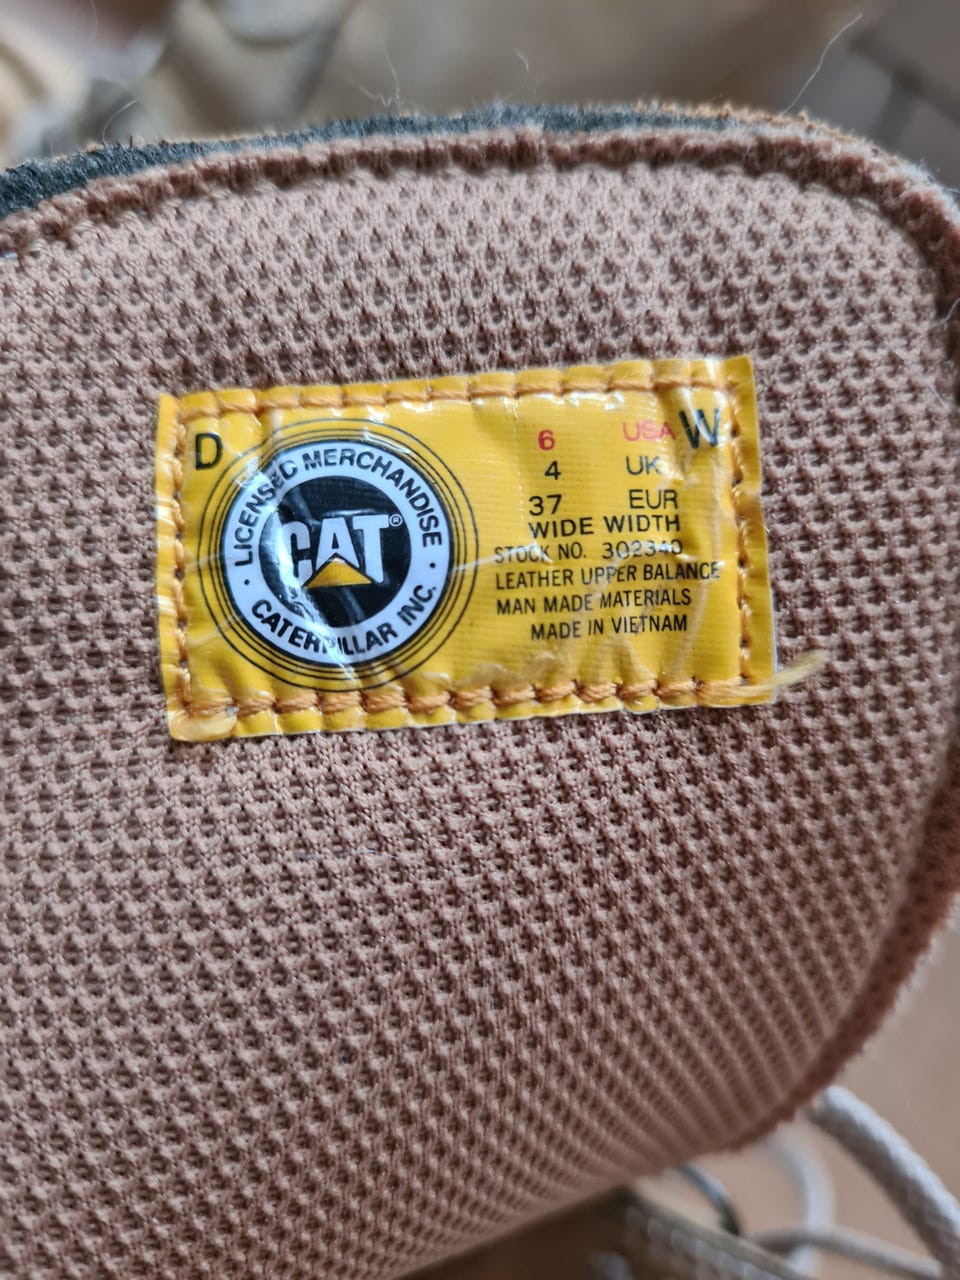 D
LICENSED MERCHANDISE
CAT®
CATERPILLAR INC.
6 USA W
4 UK
37 EUR
WIDE WIDTH
STOCK NO. 302340
LEATHER UPPER BALANCE
MAN MADE MATERIALS
MADE IN VIETNAM